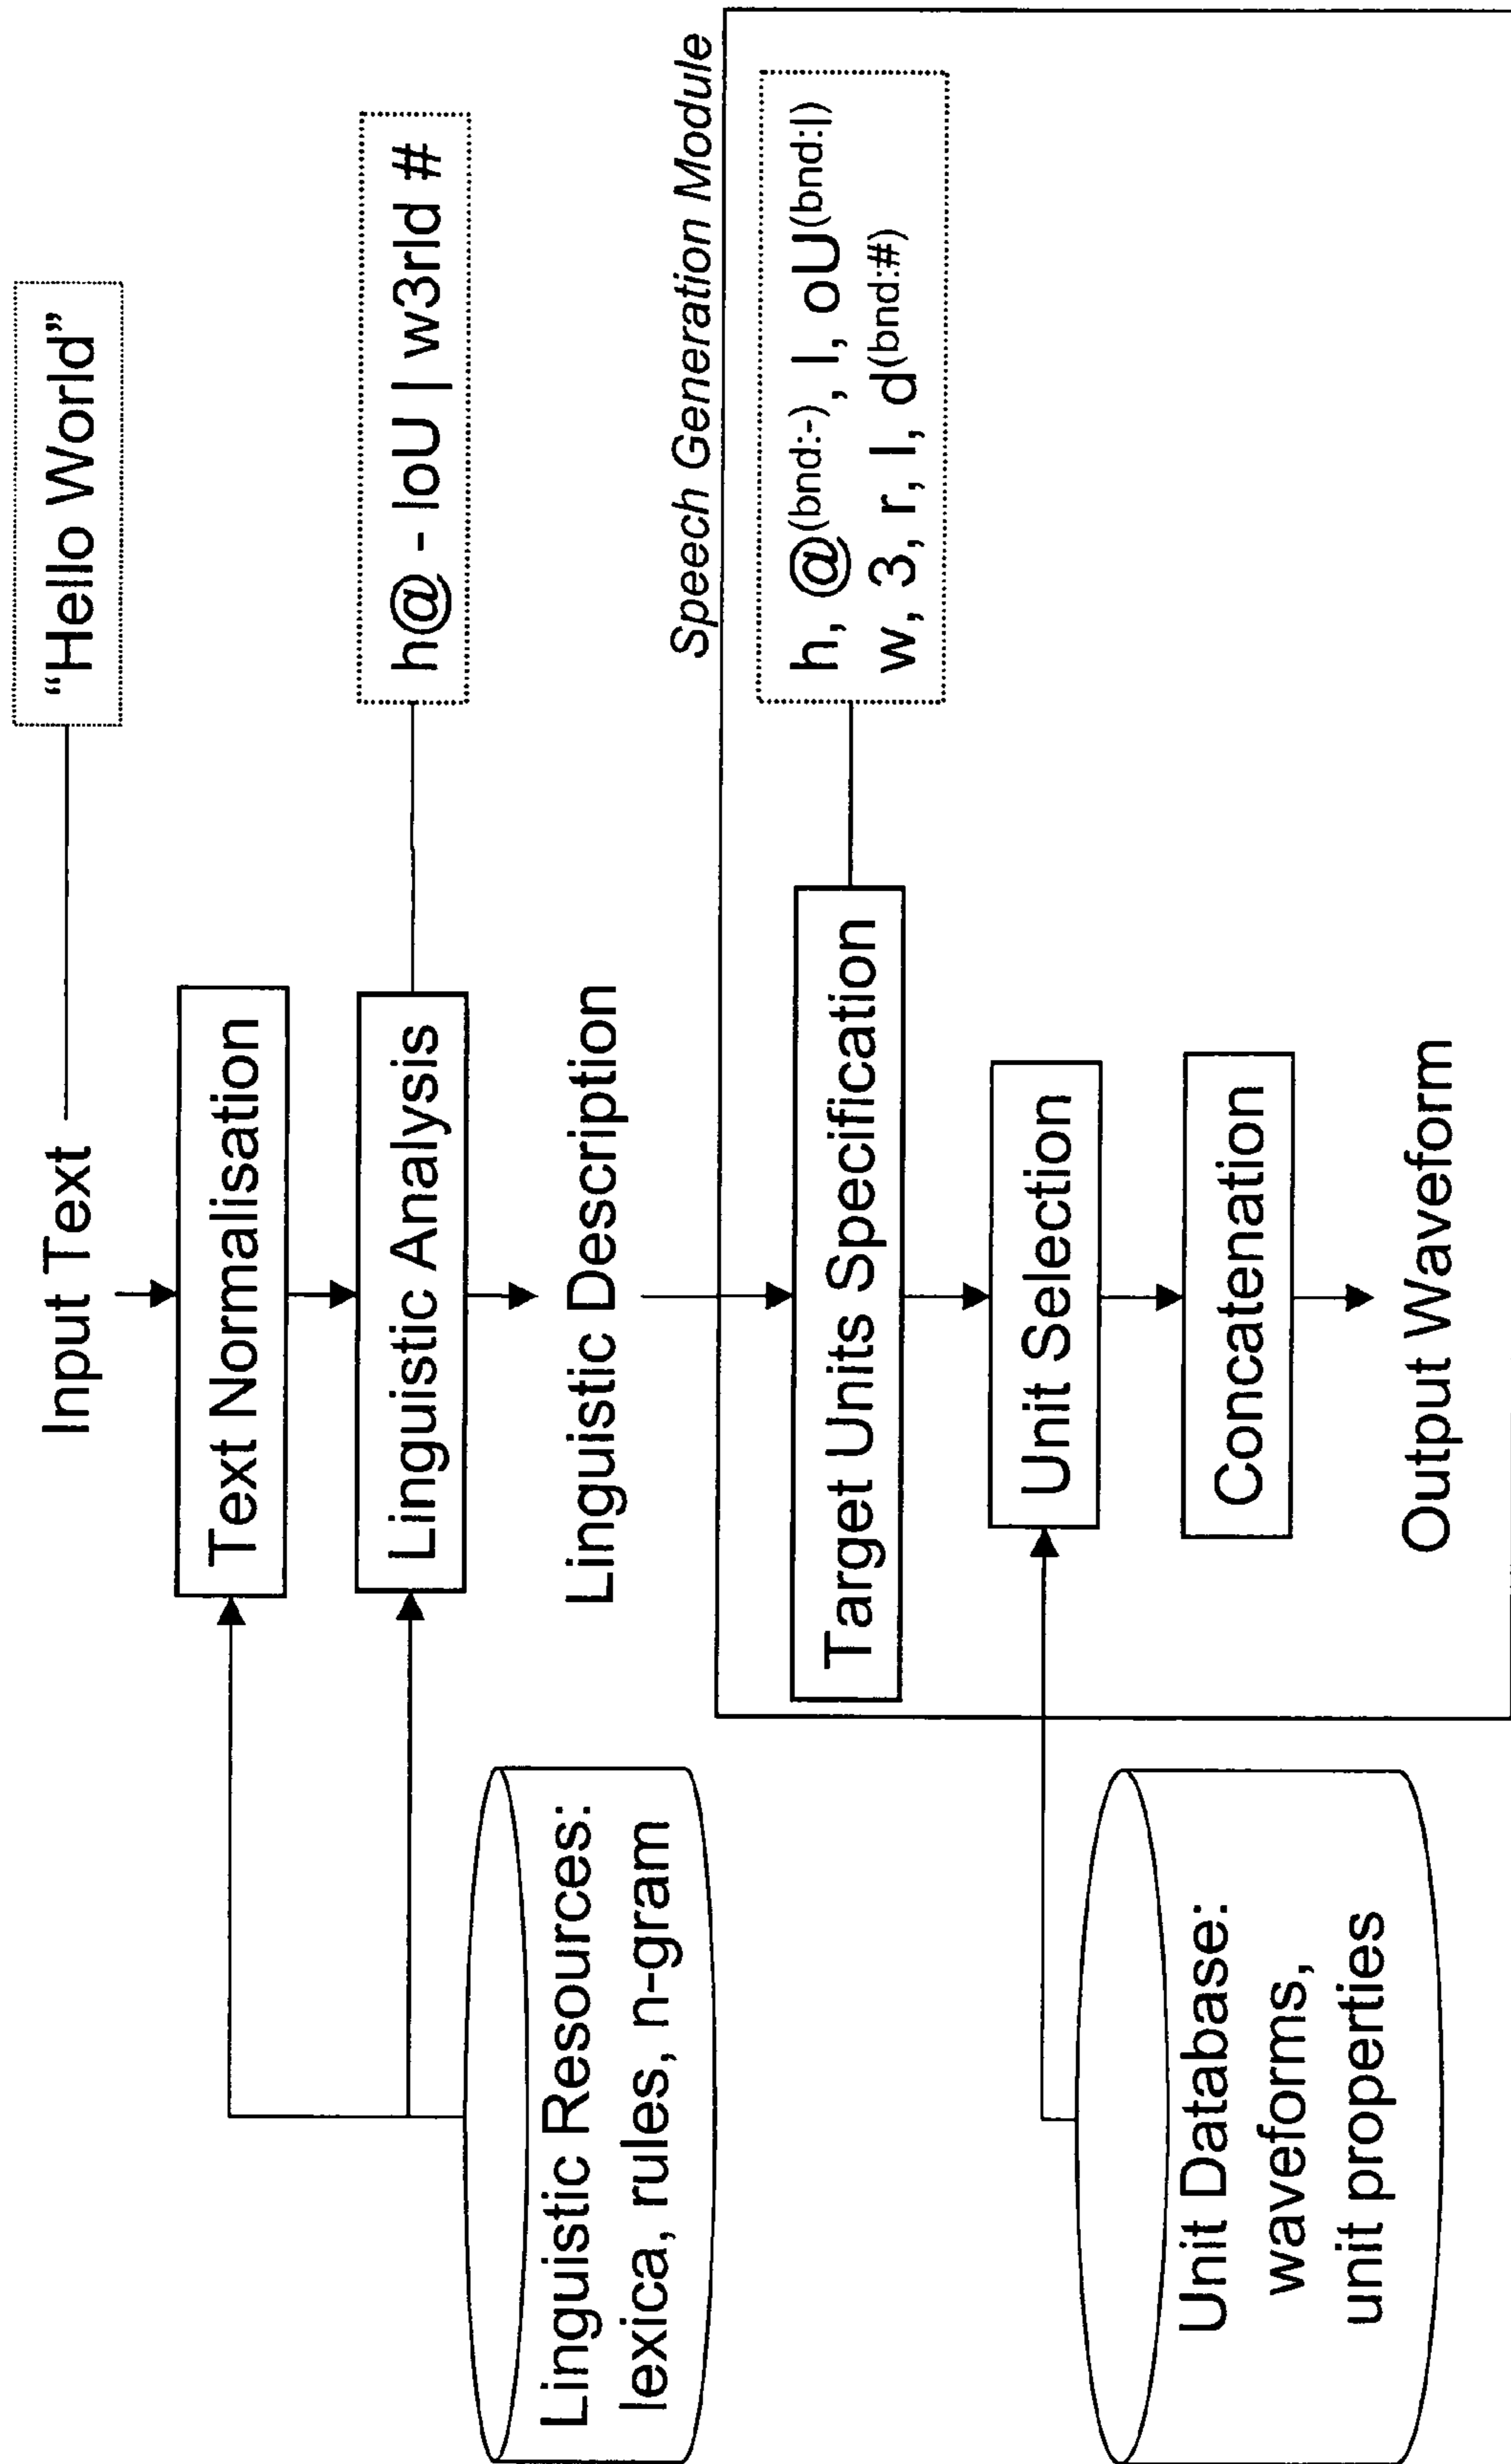 Input Text
“Hello World”
Text Normalisation
Linguistic Analysis
h@ - loU | w3rld #
Linguistic Resources:
lexica, rules, n-gram
Linguistic Description
Speech Generation Module
Target Units Specification
h, @(bnd:-), l, oU(bnd:|)
w, 3, r, l, d(bnd:#)
Unit Database:
waveforms,
unit properties
Unit Selection
Concatenation
Output Waveform